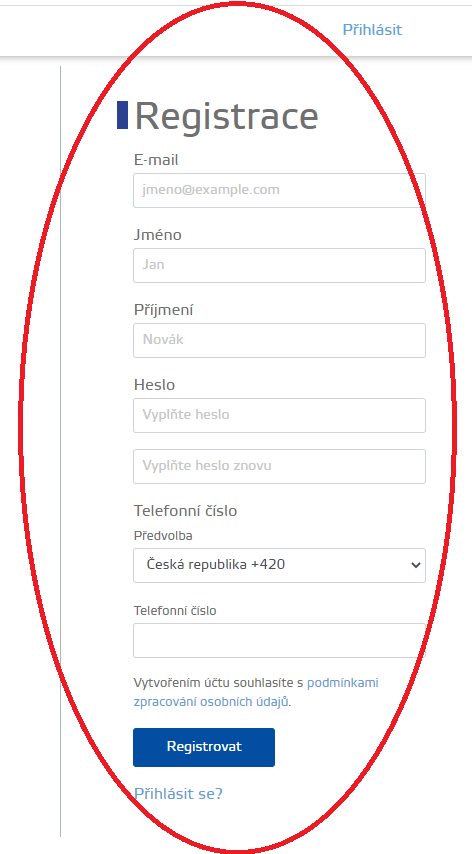 Přihlásit
Registrace
E-mail
jmeno@example.com
Jméno
Jan
Příjmení
Novák
Heslo
Vyplňte heslo
Vyplňte heslo znovu
Telefonní číslo
Předvolba
Česká republika +420
Telefonní číslo
Vytvořením účtu souhlasíte s podmínkami
zpracování osobních údajů.
Registrovat
Přihlásit se?